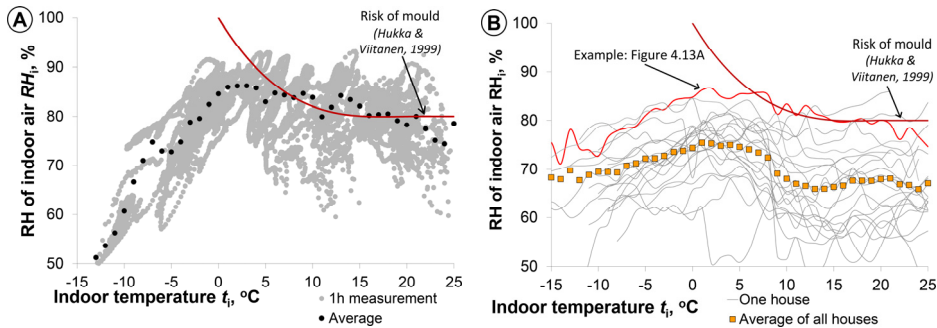 A
RH of indoor air RHi, %
100
90
80
70
60
50
Risk of mould
(Hukka &
Viitanen, 1999)
-15 -10 -5 0 5 10 15 20 25
Indoor temperature ti, oC
1h measurement
Average
B
RH of indoor air RHi, %
100
90
80
70
60
50
Example: Figure 4.13A
Risk of mould
(Hukka &
Viitanen, 1999)
-15 -10 -5 0 5 10 15 20 25
Indoor temperature ti, oC
One house
Average of all houses